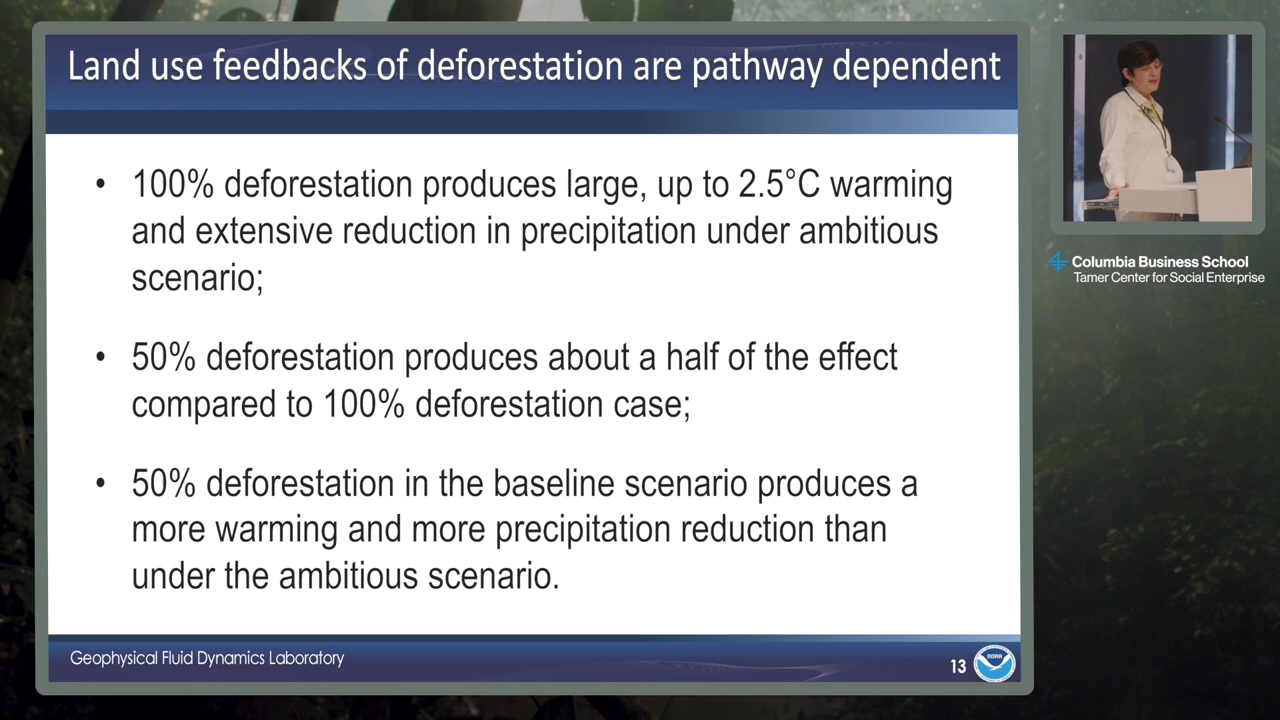 Land use feedbacks of deforestation are pathway dependent
• 100% deforestation produces large, up to 2.5°C warming
and extensive reduction in precipitation under ambitious
scenario;
• 50% deforestation produces about a half of the effect
compared to 100% deforestation case;
• 50% deforestation in the baseline scenario produces a
more warming and more precipitation reduction than
under the ambitious scenario.
Geophysical Fluid Dynamics Laboratory
13
NOAA
Columbia Business School
Tamer Center for Social Enterprise